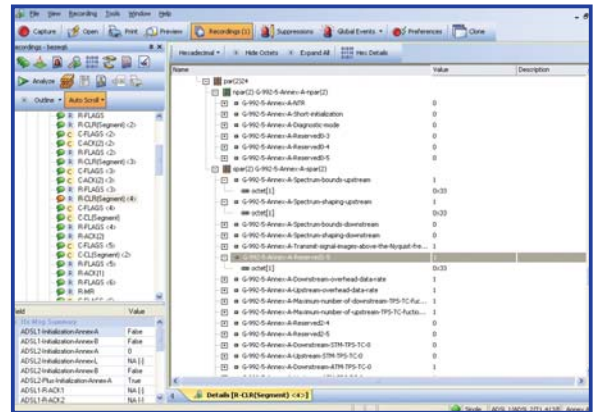 File View Recording Tools Window Help
Capture Open Print Preview Recordings (1) Suppressions Global Events Preferences Clone
Recordings - bezeq\
Analyze
Outline Auto Scroll
R R-FLAGS
R R-CLR(Segment) <2>
C C-FLAGS <2>
C C-ACK(2) <2>
R R-FLAGS <3>
R R-CLR(Segment) <3>
C C-FLAGS <3>
C C-ACK(2) <3>
R R-FLAGS <3>
R R-CLR(Segment) <4>
C C-FLAGS <4>
C C-CL(Segment)
R R-FLAGS <4>
R R-ACK(2)
C C-FLAGS <5>
C C-CL(Segment) <2>
R R-FLAGS <5>
R R-ACK(1)
R R-FLAGS <6>
R R-MR
Field Value
ADSL1-Initialization-Annex-A False
ADSL1-Initialization-Annex-B False
ADSL2-Initialization-Annex-A 0
ADSL2-Initialization-Annex-L NA [-]
ADSL2-Initialization-Annex-B False
ADSL2-Plus-Initialization-Annex-A True
ADSL1-R-ACK1 NA [-]
ADSL1-R-ACK2 NA [-]
Hexadecimal Hide Octets Expand All Hex Details
Name Value Description
par(2)2*
npar(2) G-992-5-Annex-A-npar(2)
G-992-5-Annex-A-NTR 0
G-992-5-Annex-A-Short-initialization 0
G-992-5-Annex-A-Diagnostic-mode 0
G-992-5-Annex-A-Reserved0-3 0
G-992-5-Annex-A-Reserved0-4 0
G-992-5-Annex-A-Reserved0-5 0
spar(2) G-992-5-Annex-A-spar(2)
G-992-5-Annex-A-Spectrum-bounds-upstream 1
octet[1] 0x33
G-992-5-Annex-A-Spectrum-shaping-upstream 1
octet[1] 0x33
G-992-5-Annex-A-Spectrum-bounds-downstream 0
G-992-5-Annex-A-Spectrum-shaping-downstream 0
G-992-5-Annex-A-Transmit-signal-images-above-the-Nyquist-fre... 1
1
octet[1] 0x33
G-992-5-Annex-A-Downstream-overhead-data-rate 1
G-992-5-Annex-A-Upstream-overhead-data-rate 1
G-992-5-Annex-A-Maximum-number-of-downstream-TPS-TC-fuc... 1
G-992-5-Annex-A-Maximum-number-of-upstream-TPS-TC-fuctio... 1
G-992-5-Annex-A-Reserved2-4 0
G-992-5-Annex-A-Reserved2-5 0
G-992-5-Annex-A-Downstream-STM-TPS-TC-0 0
G-992-5-Annex-A-Upstream-STM-TPS-TC-0 0
G-992-5-Annex-A-Downstream-ATM-TPS-TC-0 1
Details [R-CLR(Segment) <4>]
Single